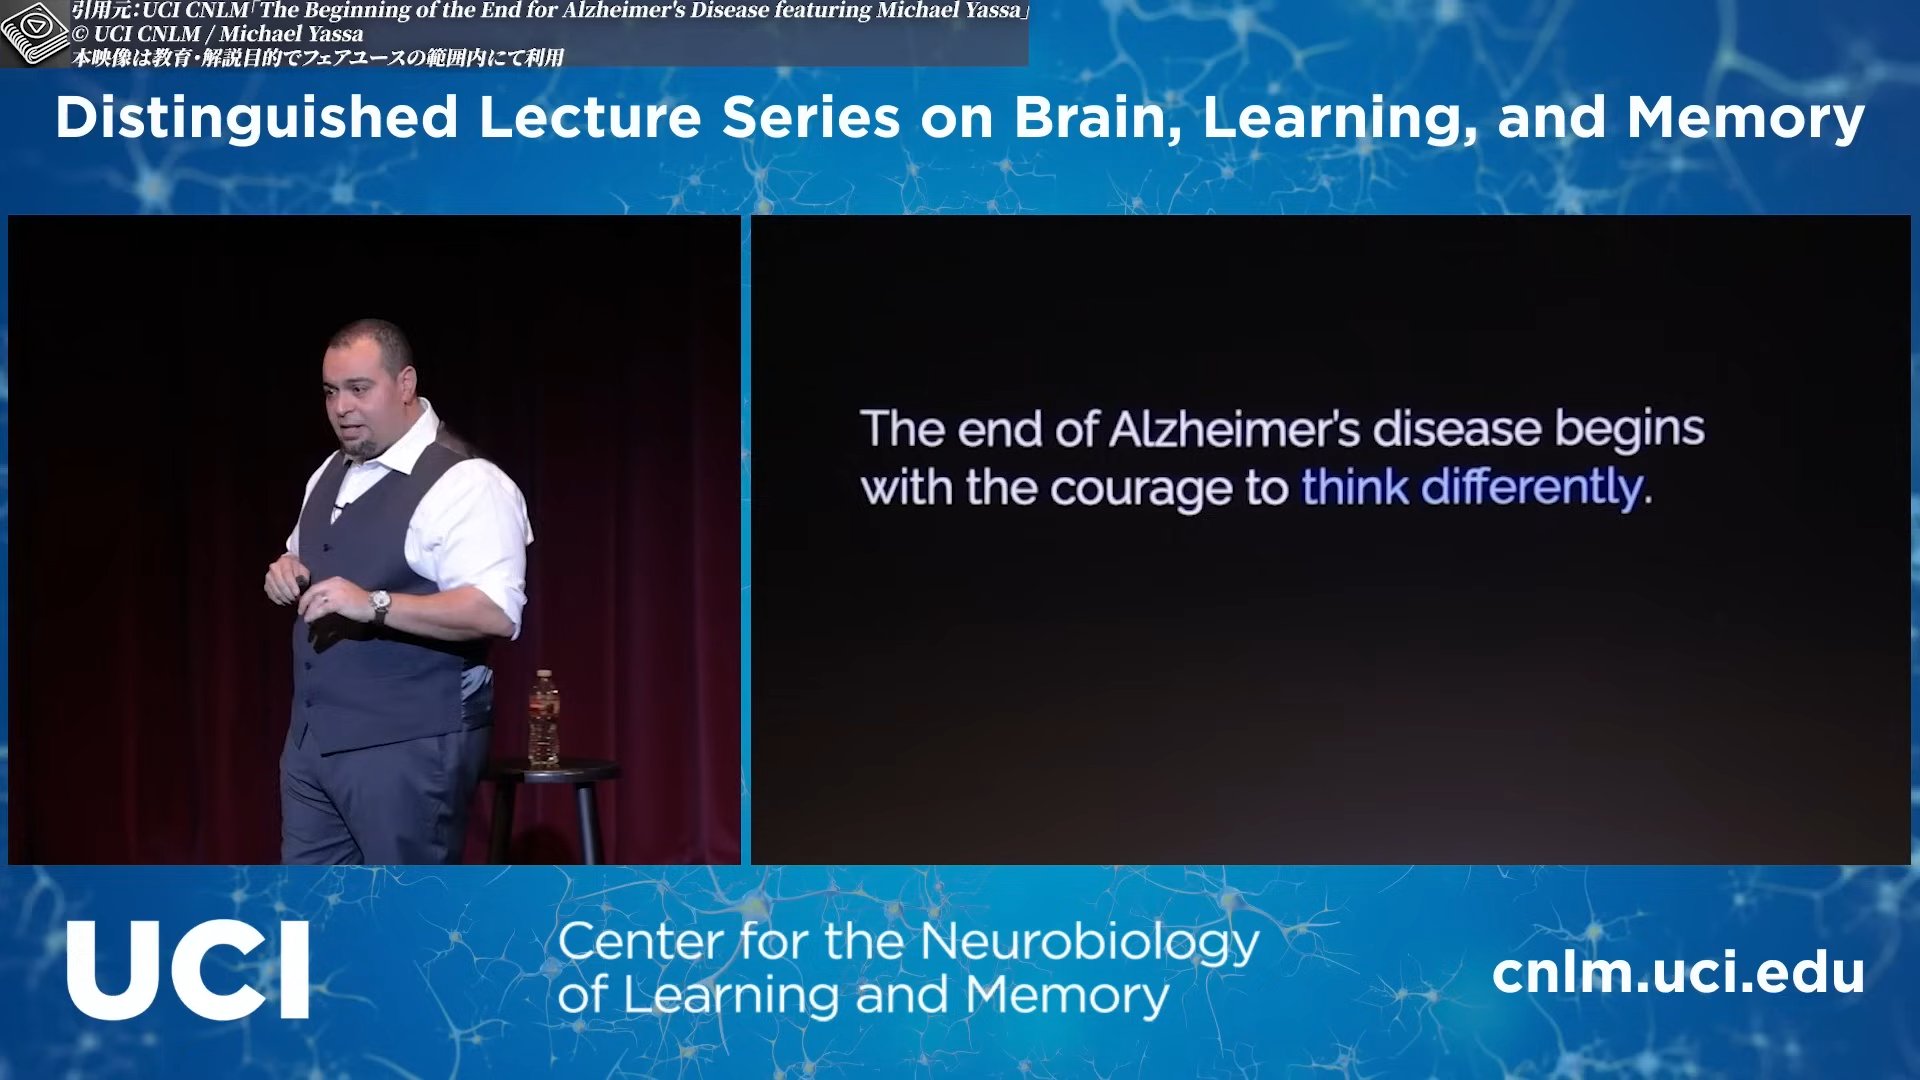 引用元：UCI CNLM「The Beginning of the End for Alzheimer's Disease featuring Michael Yassa」
© UCI CNLM / Michael Yassa
本映像は教育・解説目的でフェアユースの範囲内にて利用
Distinguished Lecture Series on Brain, Learning, and Memory
The end of Alzheimer's disease begins
with the courage to think differently.
UCI
Center for the Neurobiology
of Learning and Memory
cnlm.uci.edu